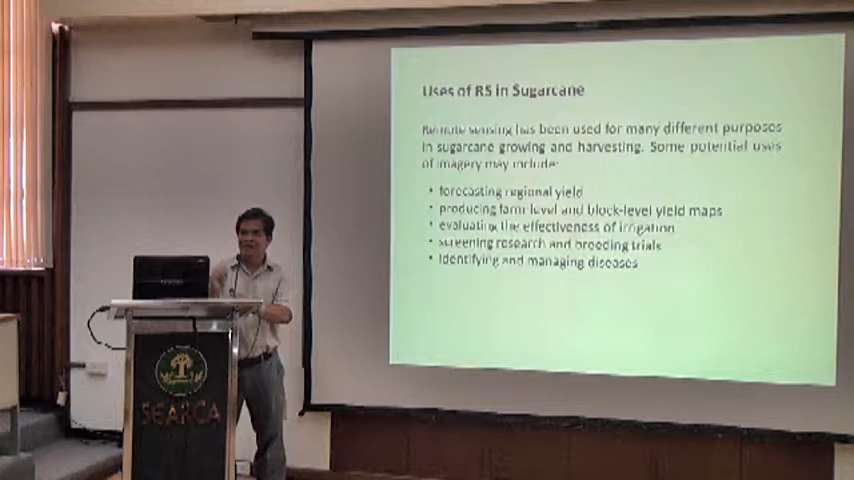 Uses of RS in Sugarcane
Remote sensing has been used for many different purposes
in sugarcane growing and harvesting. Some potential uses
of imagery may include:
• forecasting regional yield
• producing farm level and block-level yield maps
• evaluating the effectiveness of irrigation
• screening research and breeding trials
• identifying and managing diseases
SEARCA